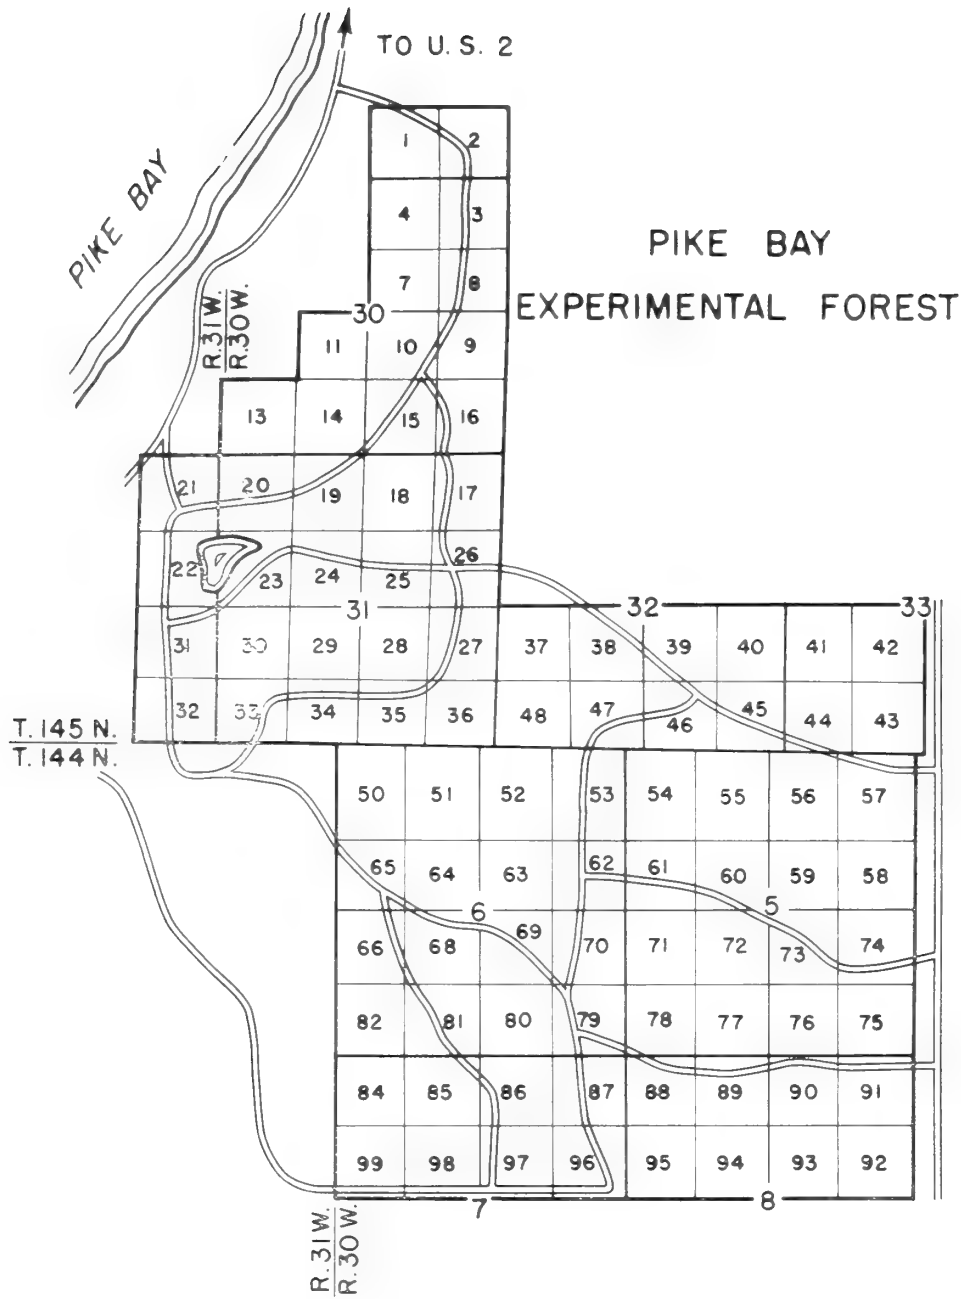 TO U.S. 2
PIKE BAY
PIKE BAY
EXPERIMENTAL FOREST
R.31W.
R.30W.
1 2
4 3
7 8
30
11 10 9
13 14 15 16
21 20 19 18 17
22 23 24 25 26
31 32 33
31 30 29 28 27 37 38 39 40 41 42
32 33 34 35 36 48 47 46 45 44 43
T.145 N.
T.144 N.
50 51 52 53 54 55 56 57
65 64 63 62 61 60 59 58
6 5
66 68 69 70 71 72 73 74
82 81 80 79 78 77 76 75
84 85 86 87 88 89 90 91
99 98 97 96 95 94 93 92
7 8
R.31W.
R.30W.